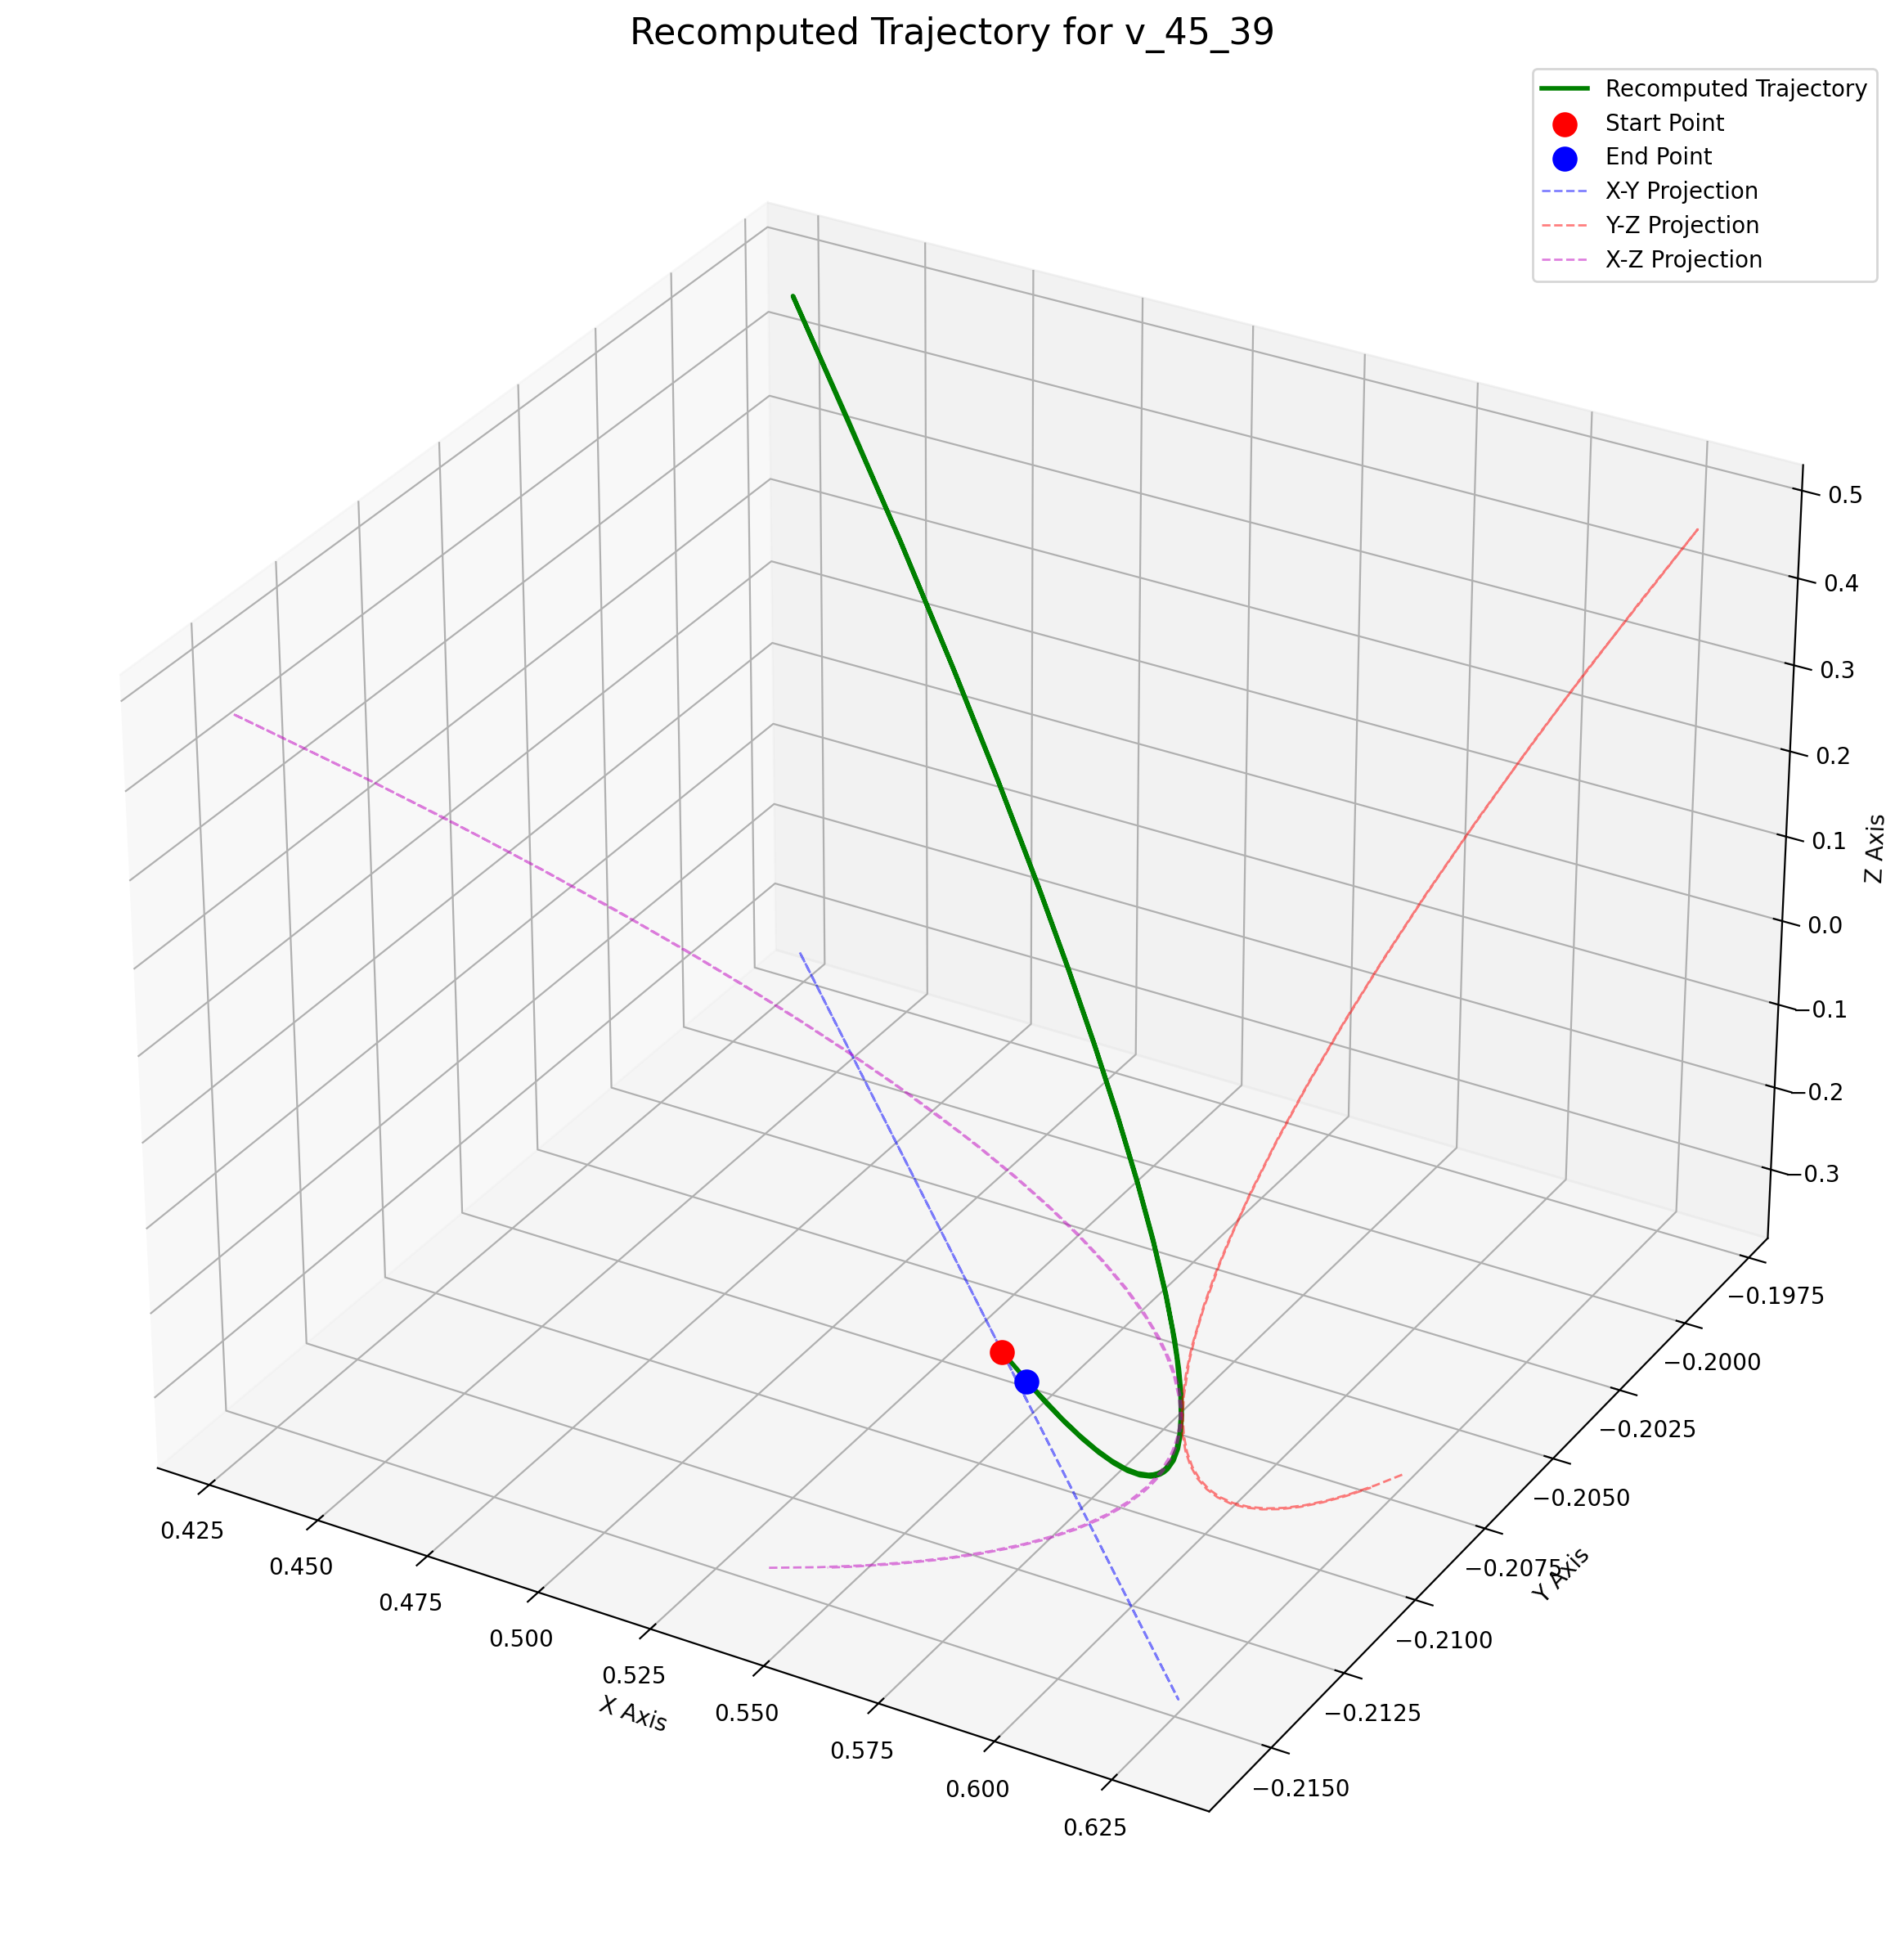 Recomputed Trajectory for v_45_39
Recomputed Trajectory
Start Point
End Point
X-Y Projection
Y-Z Projection
X-Z Projection
0.5
0.4
0.3
0.2
0.1
0.0
−0.1
−0.2
−0.3
Z Axis
−0.1975
−0.2000
−0.2025
−0.2050
−0.2075
−0.2100
−0.2125
−0.2150
Y Axis
0.425
0.450
0.475
0.500
0.525
0.550
0.575
0.600
0.625
X Axis